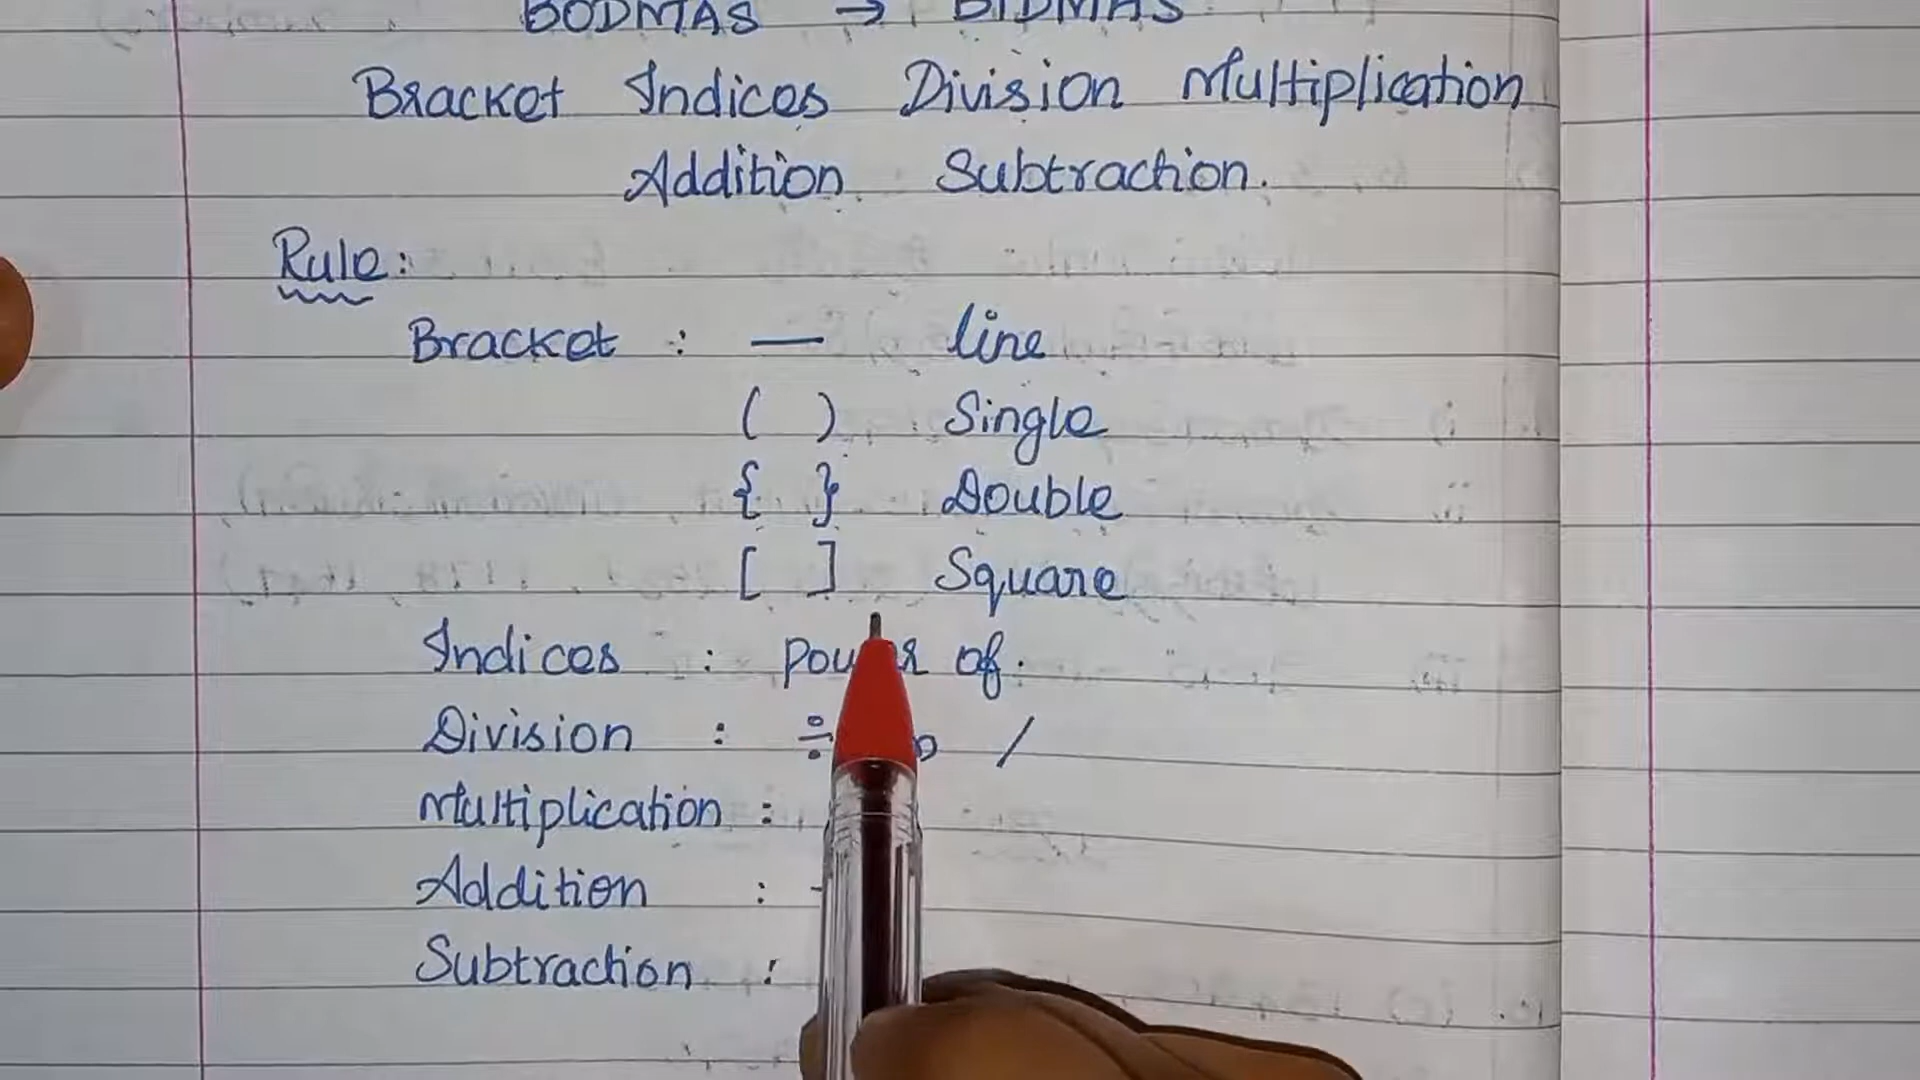 BODMAS → BIDMAS
Bracket Indices Division Multiplication
Addition Subtraction.
Rule:
Bracket : — line
( ) Single
{ } Double
[ ] Square
Indices : power of.
Division : ÷ /
Multiplication :
Addition :
Subtraction :